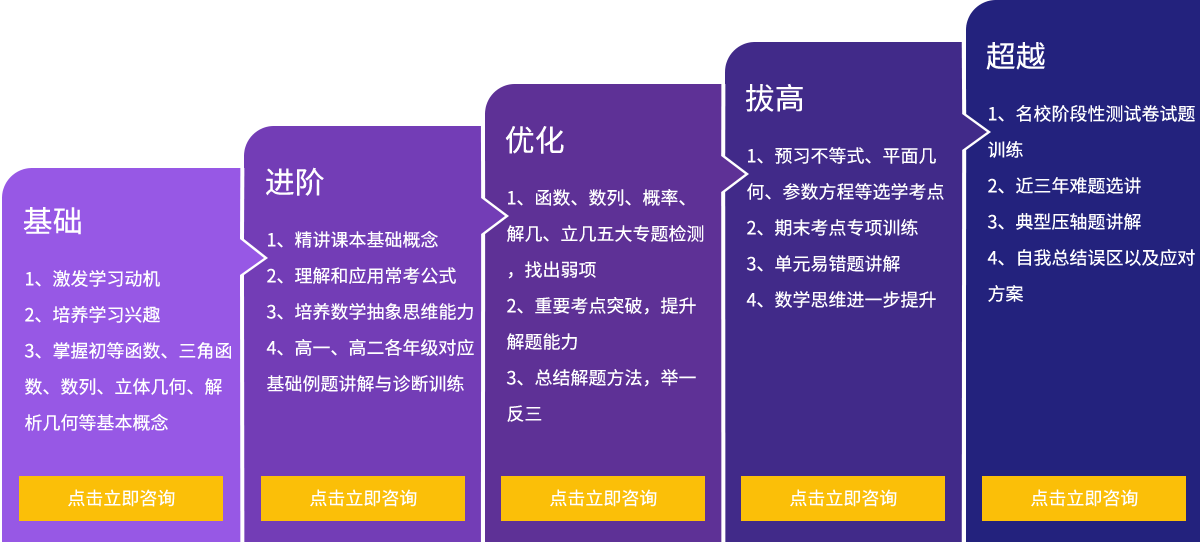 基础
1、激发学习动机
2、培养学习兴趣
3、掌握初等函数、三角函
数、数列、立体几何、解
析几何等基本概念
点击立即咨询
进阶
1、精讲课本基础概念
2、理解和应用常考公式
3、培养数学抽象思维能力
4、高一、高二各年级对应
基础例题讲解与诊断训练
点击立即咨询
优化
1、函数、数列、概率、
解几、立几五大专题检测
，找出弱项
2、重要考点突破，提升
解题能力
3、总结解题方法，举一
反三
点击立即咨询
拔高
1、预习不等式、平面几
何、参数方程等选学考点
2、期末考点专项训练
3、单元易错题讲解
4、数学思维进一步提升
点击立即咨询
超越
1、名校阶段性测试卷试题
训练
2、近三年难题选讲
3、典型压轴题讲解
4、自我总结误区以及应对
方案
点击立即咨询